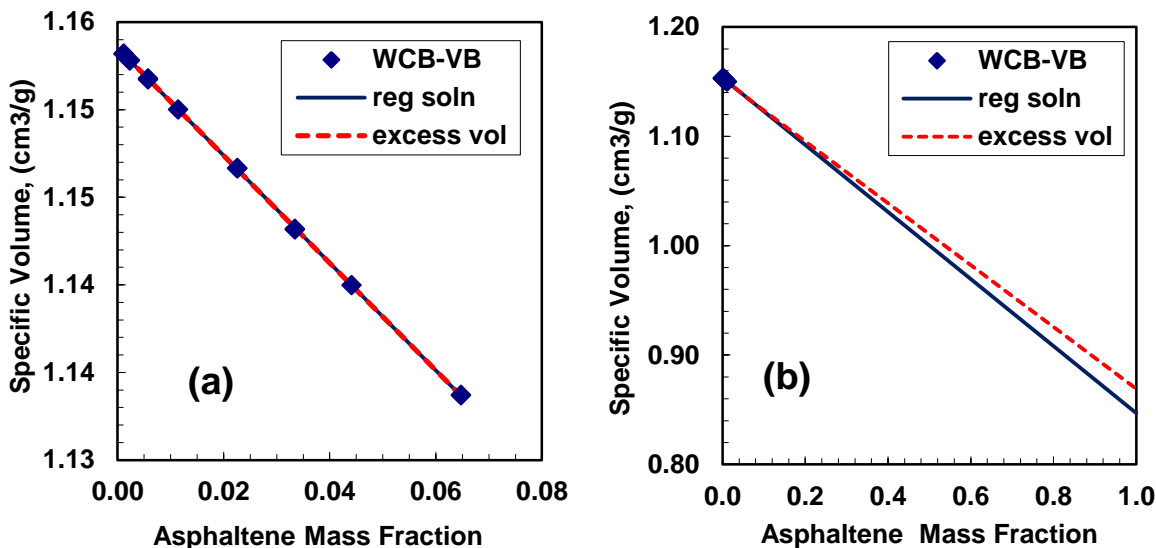 1.16
1.15
1.15
1.14
1.14
1.13
0.00 0.02 0.04 0.06 0.08
Specific Volume, (cm3/g)
Asphaltene Mass Fraction
WCB-VB
reg soln
excess vol
(a)
1.20
1.10
1.00
0.90
0.80
0.0 0.2 0.4 0.6 0.8 1.0
Specific Volume, (cm3/g)
Asphaltene Mass Fraction
WCB-VB
reg soln
excess vol
(b)